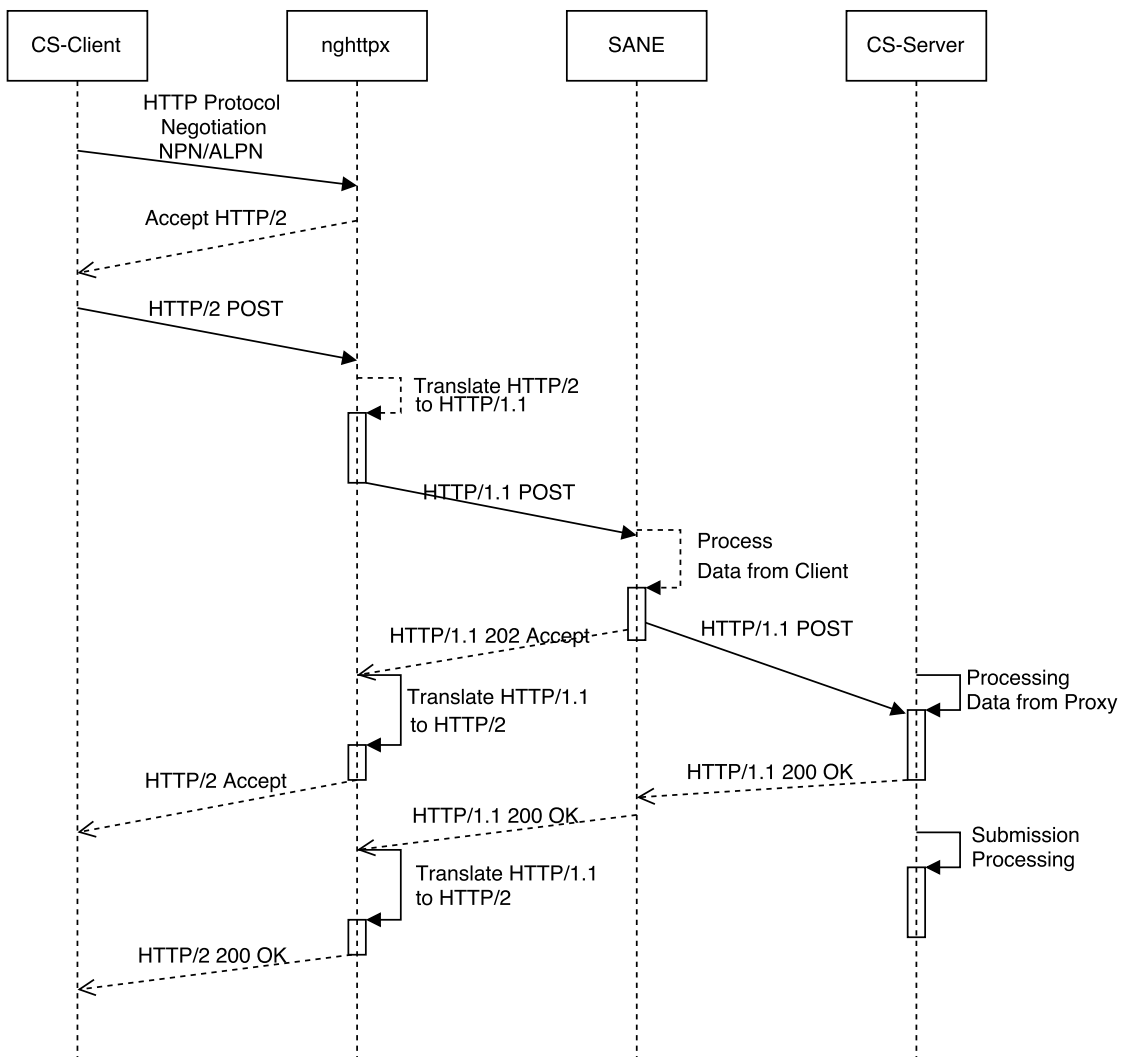 CS-Client
nghttpx
SANE
CS-Server
HTTP Protocol
Negotiation
NPN/ALPN
Accept HTTP/2
HTTP/2 POST
Translate HTTP/2
to HTTP/1.1
HTTP/1.1 POST
Process
Data from Client
HTTP/1.1 202 Accept
HTTP/1.1 POST
Processing
Data from Proxy
Translate HTTP/1.1
to HTTP/2
HTTP/2 Accept
HTTP/1.1 200 OK
HTTP/1.1 200 OK
Submission
Processing
Translate HTTP/1.1
to HTTP/2
HTTP/2 200 OK